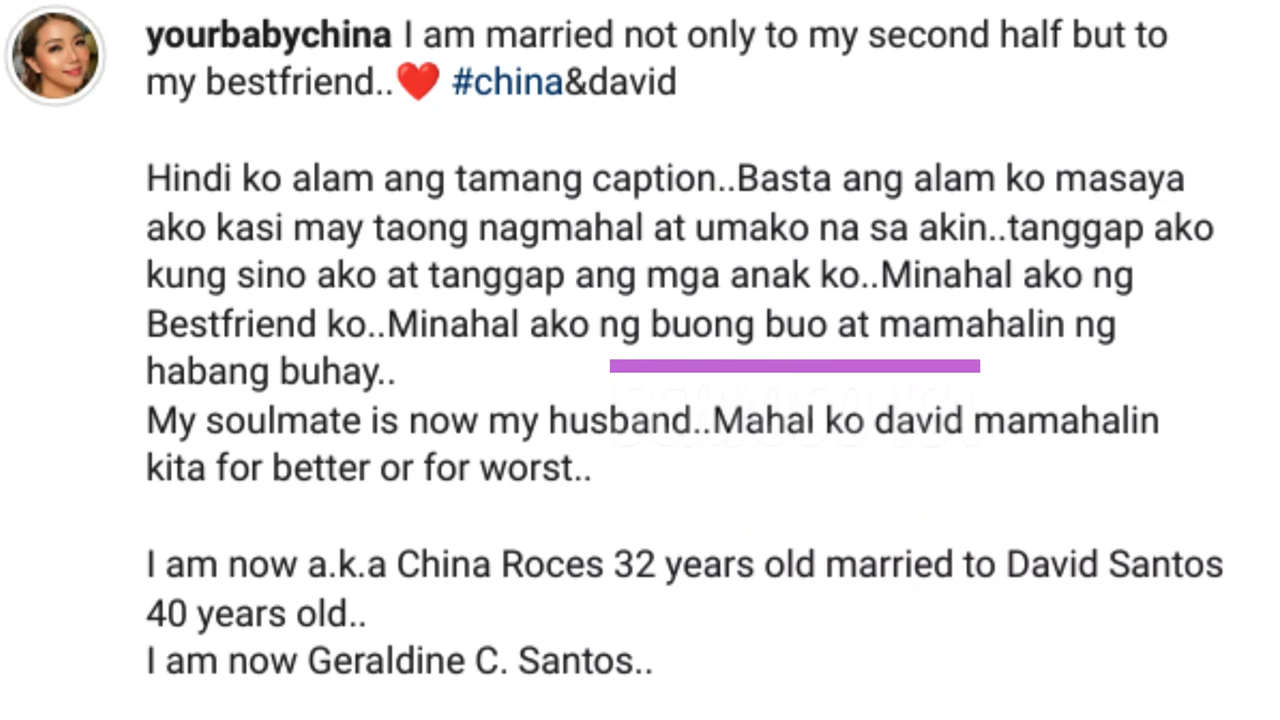 yourbabychina I am married not only to my second half but to
my bestfriend..❤️ #china&david
Hindi ko alam ang tamang caption..Basta ang alam ko masaya
ako kasi may taong nagmahal at umako na sa akin..tanggap ako
kung sino ako at tanggap ang mga anak ko..Minahal ako ng
Bestfriend ko..Minahal ako ng buong buo at mamahalin ng
habang buhay..
My soulmate is now my husband..Mahal ko david mamahalin
kita for better or for worst..
I am now a.k.a China Roces 32 years old married to David Santos
40 years old..
I am now Geraldine C. Santos..